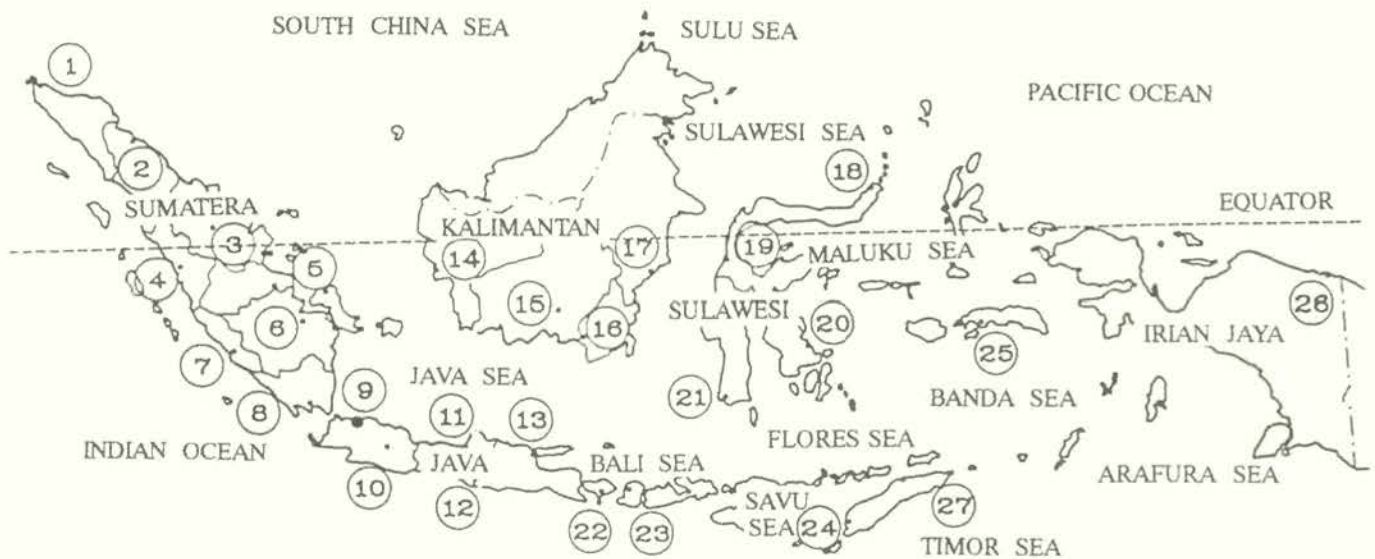 SOUTH CHINA SEA
SULU SEA
1
PACIFIC OCEAN
SULAWESI SEA
2
18
SUMATERA
EQUATOR
KALIMANTAN
3
17
19
MALUKU SEA
14
5
4
15
SULAWESI
26
6
16
20
IRIAN JAYA
25
7
JAVA SEA
9
21
BANDA SEA
8
11
13
FLORES SEA
INDIAN OCEAN
JAVA
BALI SEA
ARAFURA SEA
10
12
SAVU
SEA
24
27
22
23
TIMOR SEA